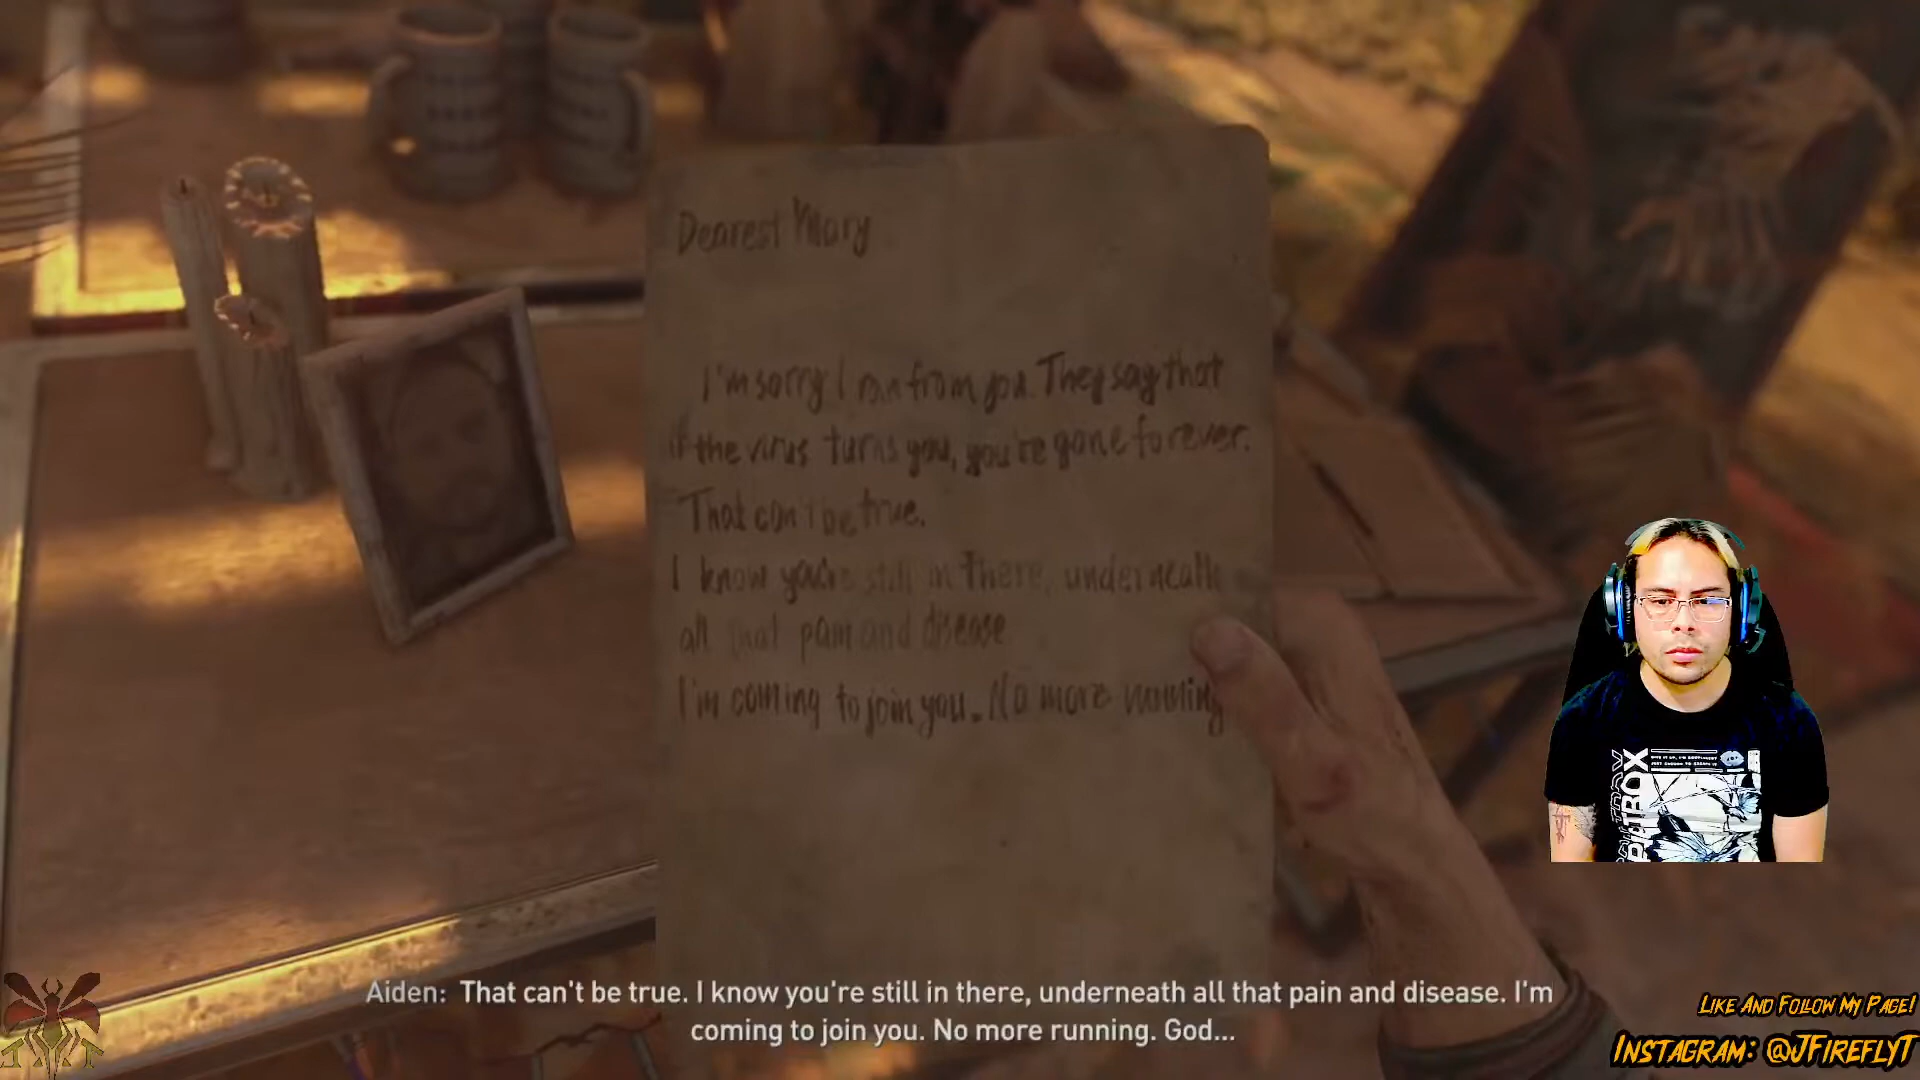 Dearest Mary
I'm sorry I ran from you. They say that
if the virus turns you, you're gone forever.
That can't be true.
I know you're still in there, underneath
all that pain and disease
I'm coming to join you. No more running
Aiden: That can't be true. I know you're still in there, underneath all that pain and disease. I'm
coming to join you. No more running. God...
PATROX
Like And Follow My Page!
Instagram: @JFireflyT